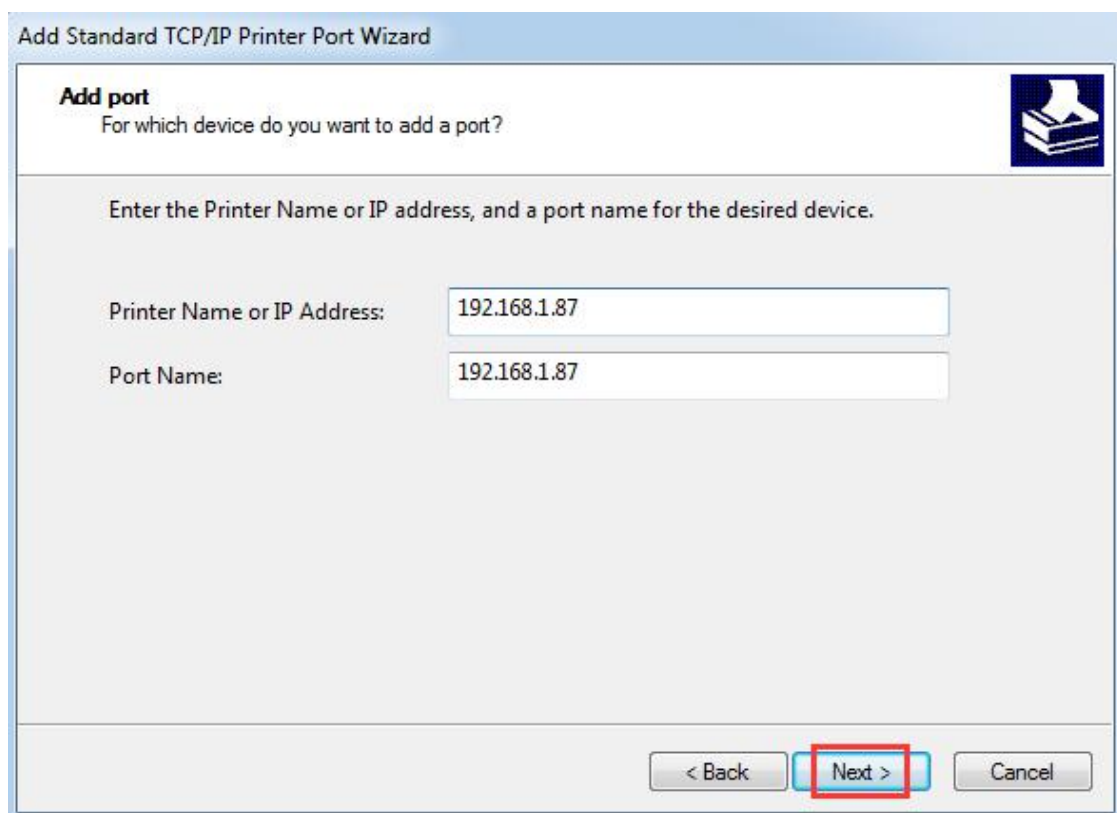 Add Standard TCP/IP Printer Port Wizard
Add port
For which device do you want to add a port?
Enter the Printer Name or IP address, and a port name for the desired device.
Printer Name or IP Address: 192.168.1.87
Port Name: 192.168.1.87
< Back Next > Cancel